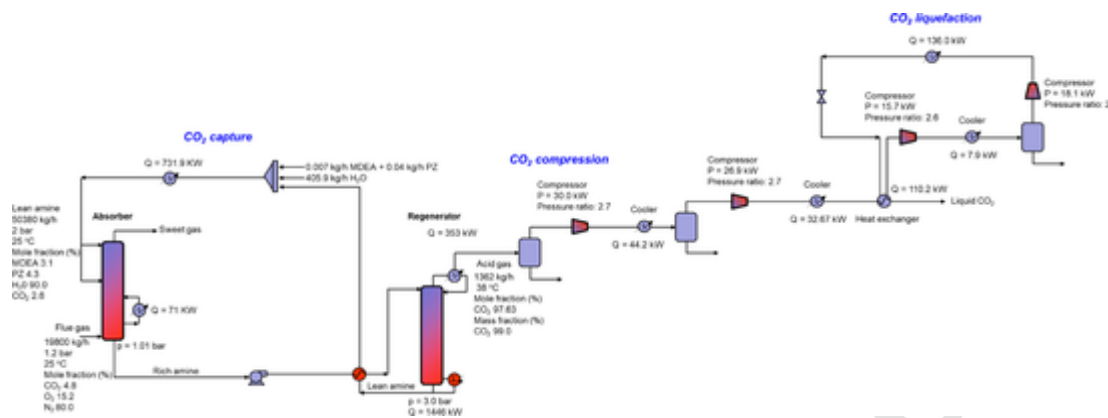 CO₂ liquefaction
Q = 136.0 kW
Compressor
P = 18.1 kW
Pressure ratio: 2
Compressor
P = 15.7 kW
Pressure ratio: 2.6
Cooler
Q = 7.9 kW
Q = 110.2 kW
Liquid CO₂
Heat exchanger
CO₂ capture
Q = 731.9 KW
0.007 kg/h MDEA + 0.04 kg/h PZ
405.9 kg/h H₂O
Lean amine
50380 kg/h
2 bar
25 °C
Mole fraction (%)
MDEA 3.1
PZ 4.3
H₂0 90.0
CO₂ 2.6
Absorber
Sweet gas
Q = 71 KW
Flue gas
19800 kg/h
1.2 bar
25 °C
Mole fraction (%)
CO₂ 4.8
O₂ 15.2
N₂ 80.0
p = 1.01 bar
Rich amine
Lean amine
Regenerator
Q = 353 kW
Acid gas
1362 kg/h
38 °C
Mole fraction (%)
CO₂ 97.63
Mass fraction (%)
CO₂ 99.0
p = 3.0 bar
Q = 1446 kW
CO₂ compression
Compressor
P = 30.0 kW
Pressure ratio: 2.7
Cooler
Q = 44.2 kW
Compressor
P = 26.9 kW
Pressure ratio: 2.7
Cooler
Q = 32.67 kW